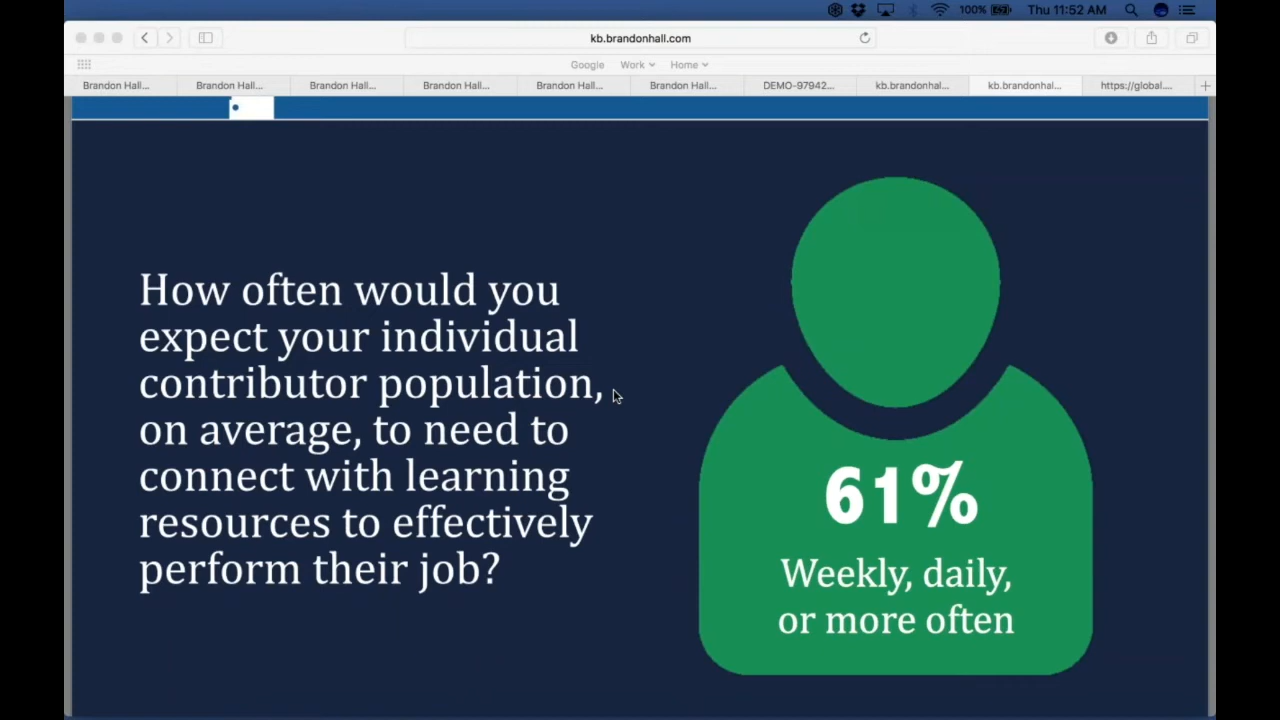 100% Thu 11:52 AM
kb.brandonhall.com
Google Work Home
Brandon Hall... Brandon Hall... Brandon Hall... Brandon Hall... Brandon Hall... Brandon Hall... DEMO-97942... kb.brandonhal... kb.brandonhal... https://global....
How often would you
expect your individual
contributor population,
on average, to need to
connect with learning
resources to effectively
perform their job?
61%
Weekly, daily,
or more often